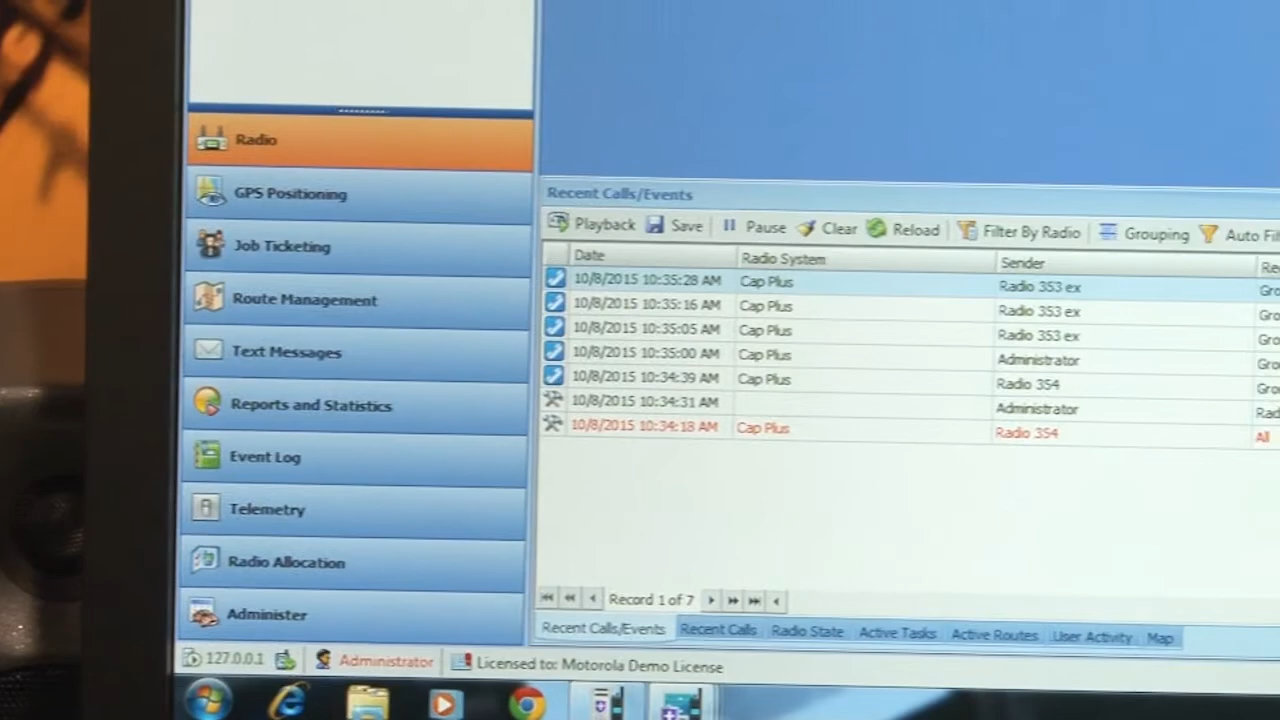 Radio
GPS Positioning
Job Ticketing
Route Management
Text Messages
Reports and Statistics
Event Log
Telemetry
Radio Allocation
Administer
Recent Calls/Events
Playback Save Pause Clear Reload Filter By Radio Grouping Auto Fil
Date Radio System Sender Re
10/8/2015 10:35:28 AM Cap Plus Radio 353 ex Gro
10/8/2015 10:35:16 AM Cap Plus Radio 353 ex Gro
10/8/2015 10:35:05 AM Cap Plus Radio 353 ex Gro
10/8/2015 10:35:00 AM Cap Plus Administrator Gro
10/8/2015 10:34:39 AM Cap Plus Radio 354 Gro
10/8/2015 10:34:31 AM Administrator Rad
10/8/2015 10:34:18 AM Cap Plus Radio 354 All
Record 1 of 7
Recent Calls/Events Recent Calls Radio State Active Tasks Active Routes User Activity Map
127.0.0.1 Administrator Licensed to: Motorola Demo License